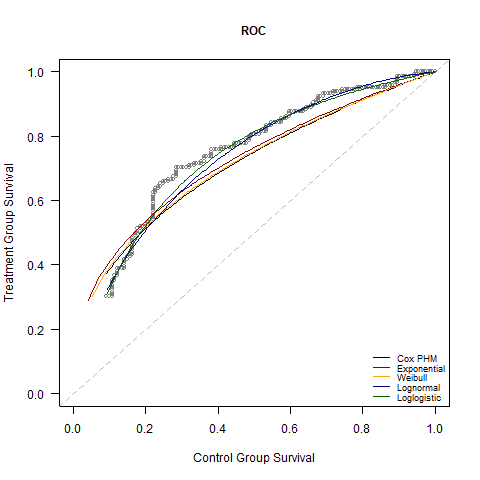 ROC
Treatment Group Survival
1.0
0.8
0.6
0.4
0.2
0.0
Cox PHM
Exponential
Weibull
Lognormal
Loglogistic
0.0 0.2 0.4 0.6 0.8 1.0
Control Group Survival